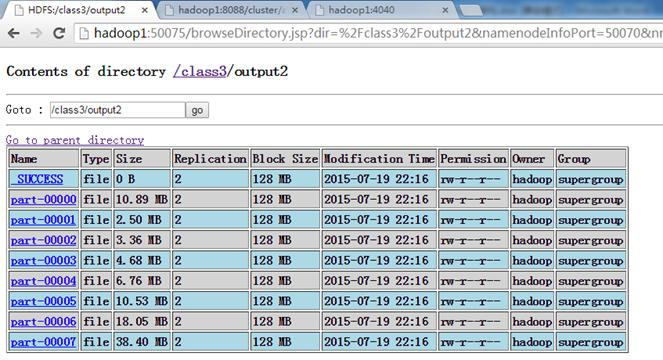 HDFS:/class3/output2 hadoop1:8088/cluster/ hadoop1:4040
hadoop1:50075/browseDirectory.jsp?dir=%2Fclass3%2Foutput2&namenodeInfoPort=50070&nn
Contents of directory /class3/output2
Goto : /class3/output2 go
Go to parent directory
Name Type Size Replication Block Size Modification Time Permission Owner Group
_SUCCESS file 0 B 2 128 MB 2015-07-19 22:16 rw-r--r-- hadoop supergroup
part-00000 file 10.89 MB 2 128 MB 2015-07-19 22:16 rw-r--r-- hadoop supergroup
part-00001 file 2.50 MB 2 128 MB 2015-07-19 22:16 rw-r--r-- hadoop supergroup
part-00002 file 3.36 MB 2 128 MB 2015-07-19 22:16 rw-r--r-- hadoop supergroup
part-00003 file 4.68 MB 2 128 MB 2015-07-19 22:16 rw-r--r-- hadoop supergroup
part-00004 file 6.76 MB 2 128 MB 2015-07-19 22:16 rw-r--r-- hadoop supergroup
part-00005 file 10.53 MB 2 128 MB 2015-07-19 22:16 rw-r--r-- hadoop supergroup
part-00006 file 18.05 MB 2 128 MB 2015-07-19 22:16 rw-r--r-- hadoop supergroup
part-00007 file 38.40 MB 2 128 MB 2015-07-19 22:16 rw-r--r-- hadoop supergroup